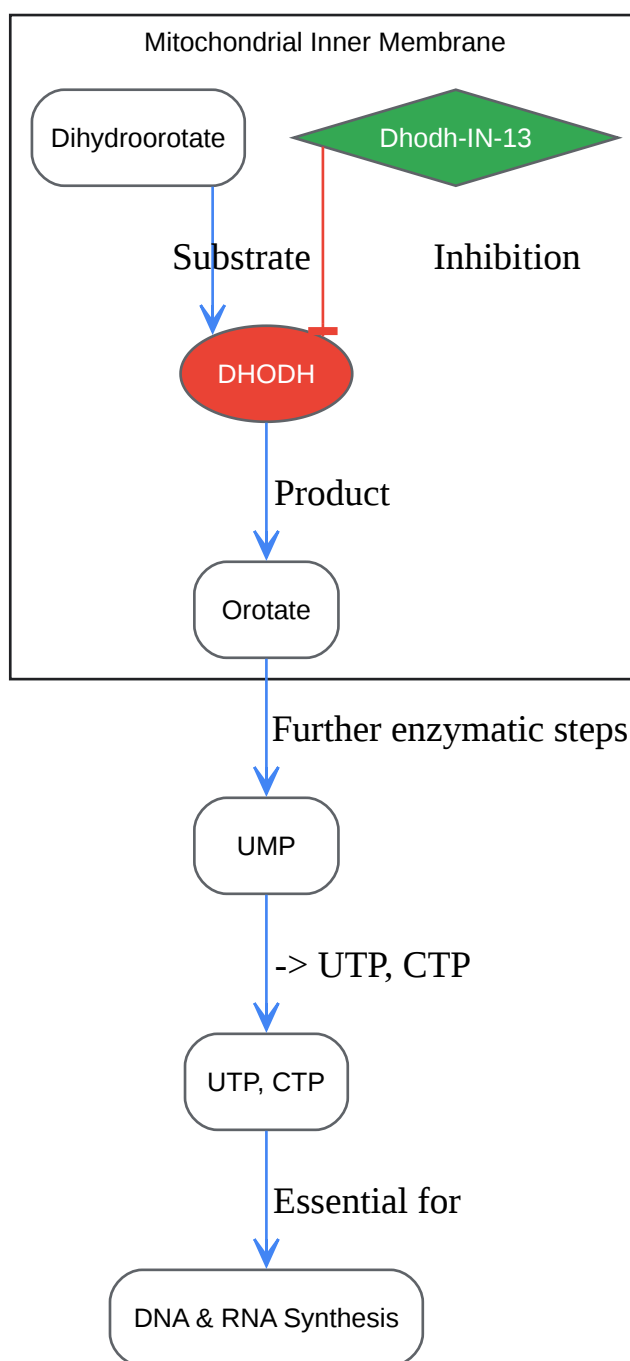 Mitochondrial Inner Membrane
Dihydroorotate
Dhodh-IN-13
Substrate
Inhibition
DHODH
Product
Orotate
Further enzymatic steps
UMP
-> UTP, CTP
UTP, CTP
Essential for
DNA & RNA Synthesis